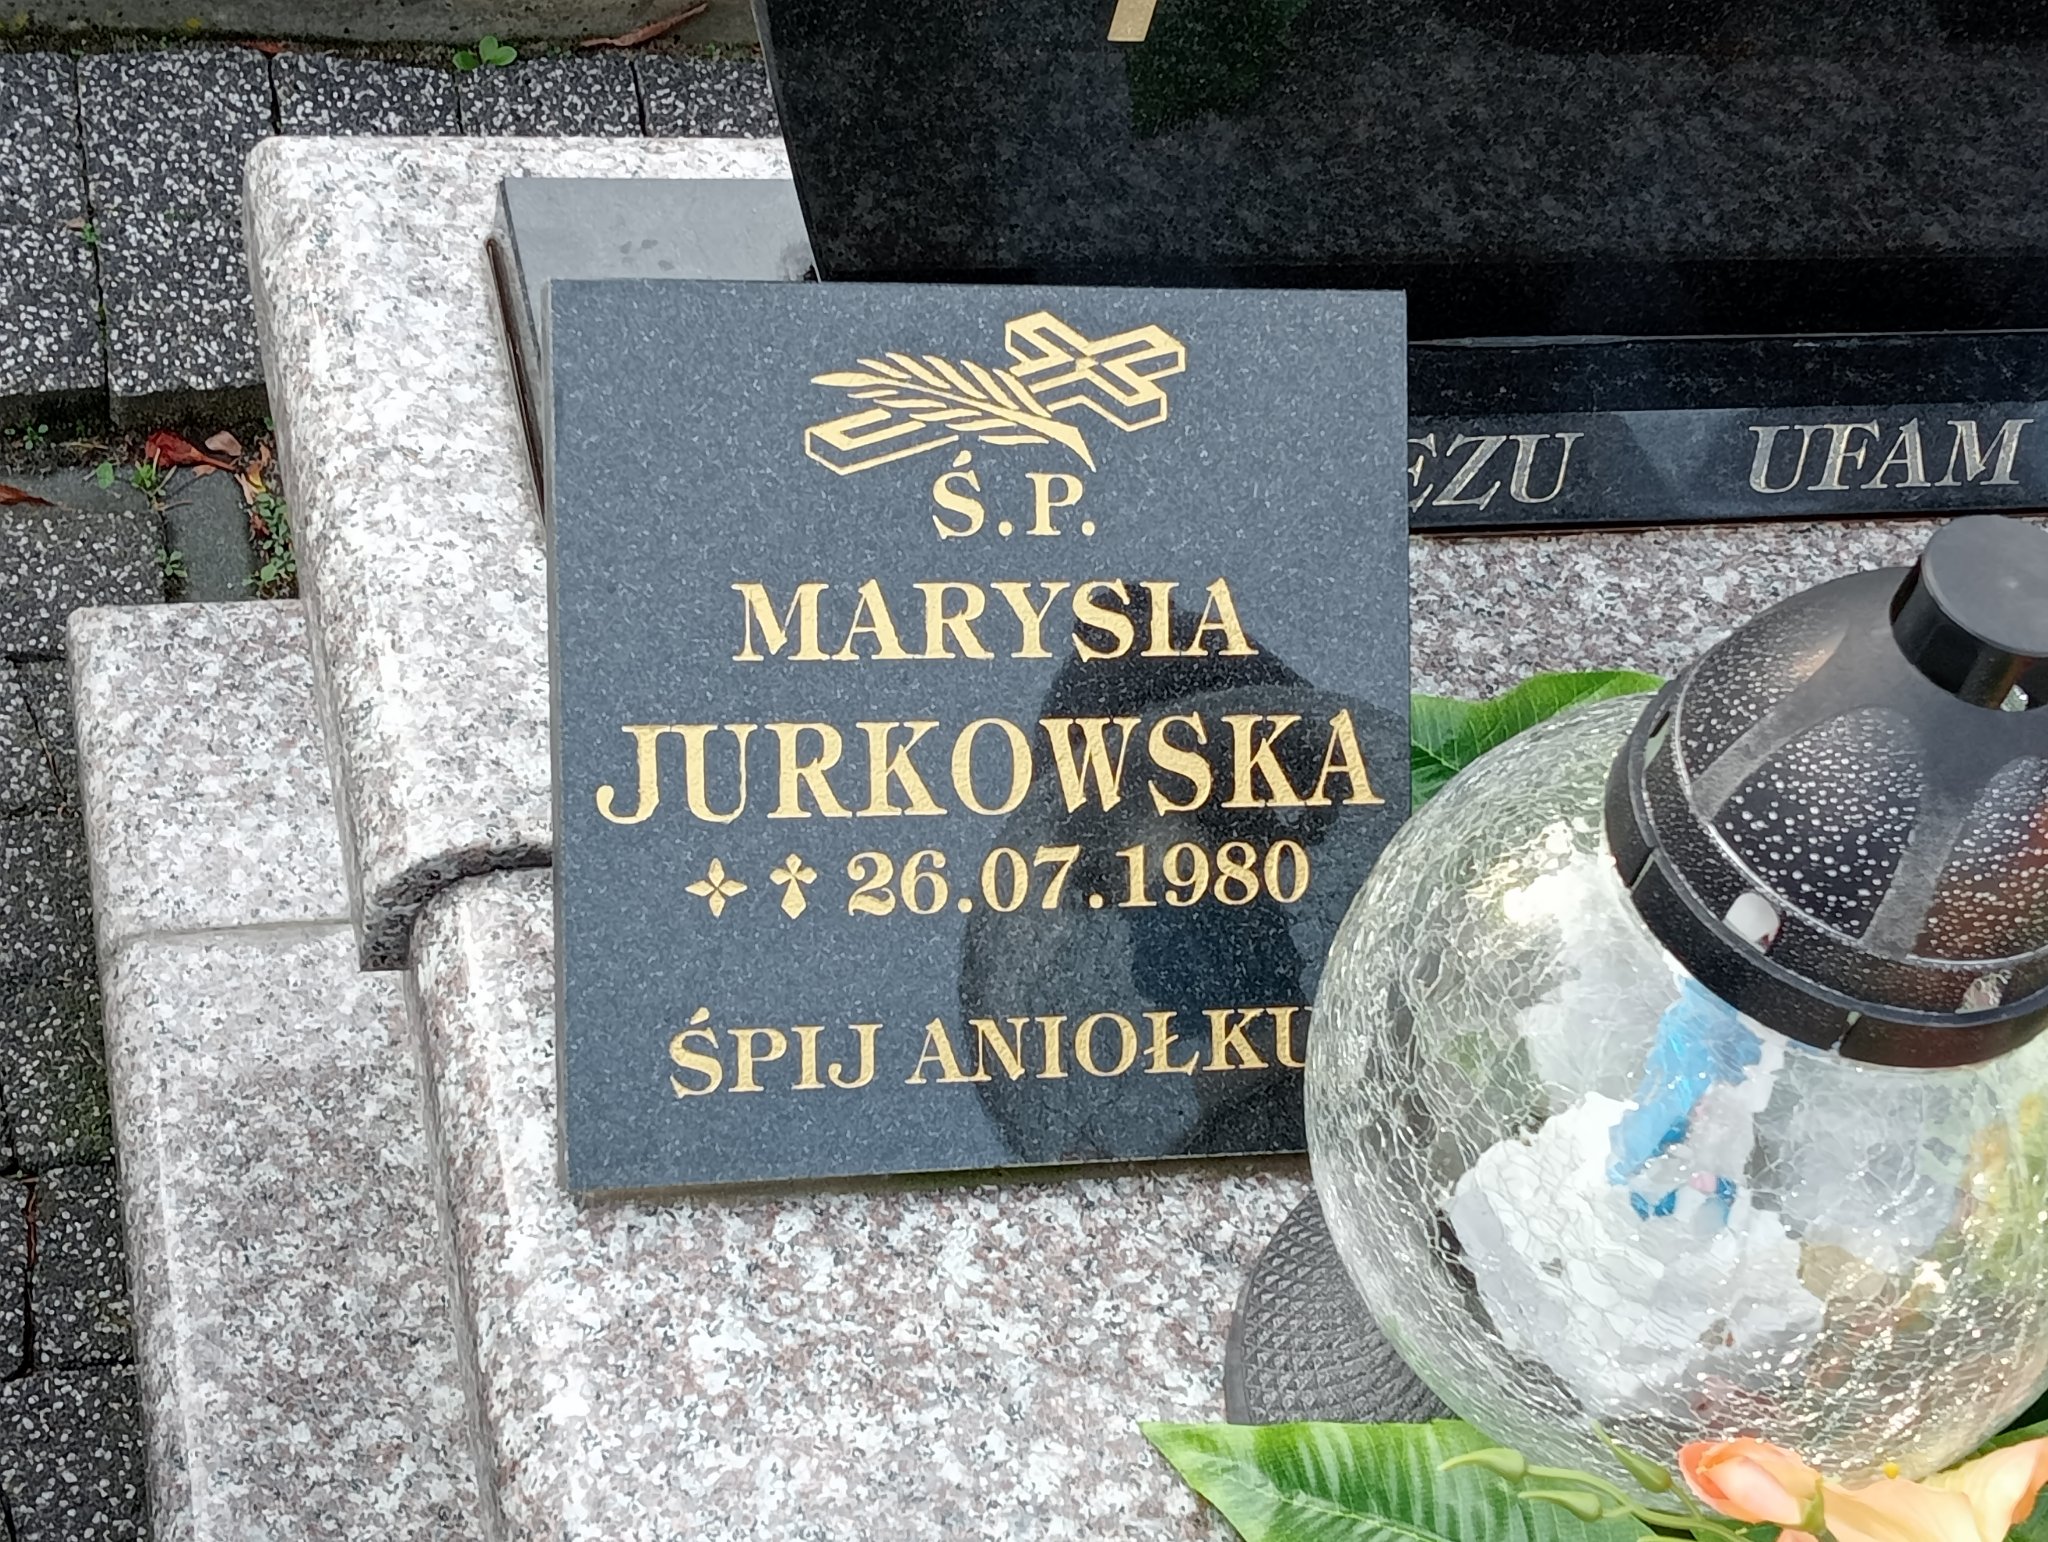 Ś.P.
MARYSIA
JURKOWSKA
26.07.1980
ŚPIJ ANIOŁKU
EZU UFAM